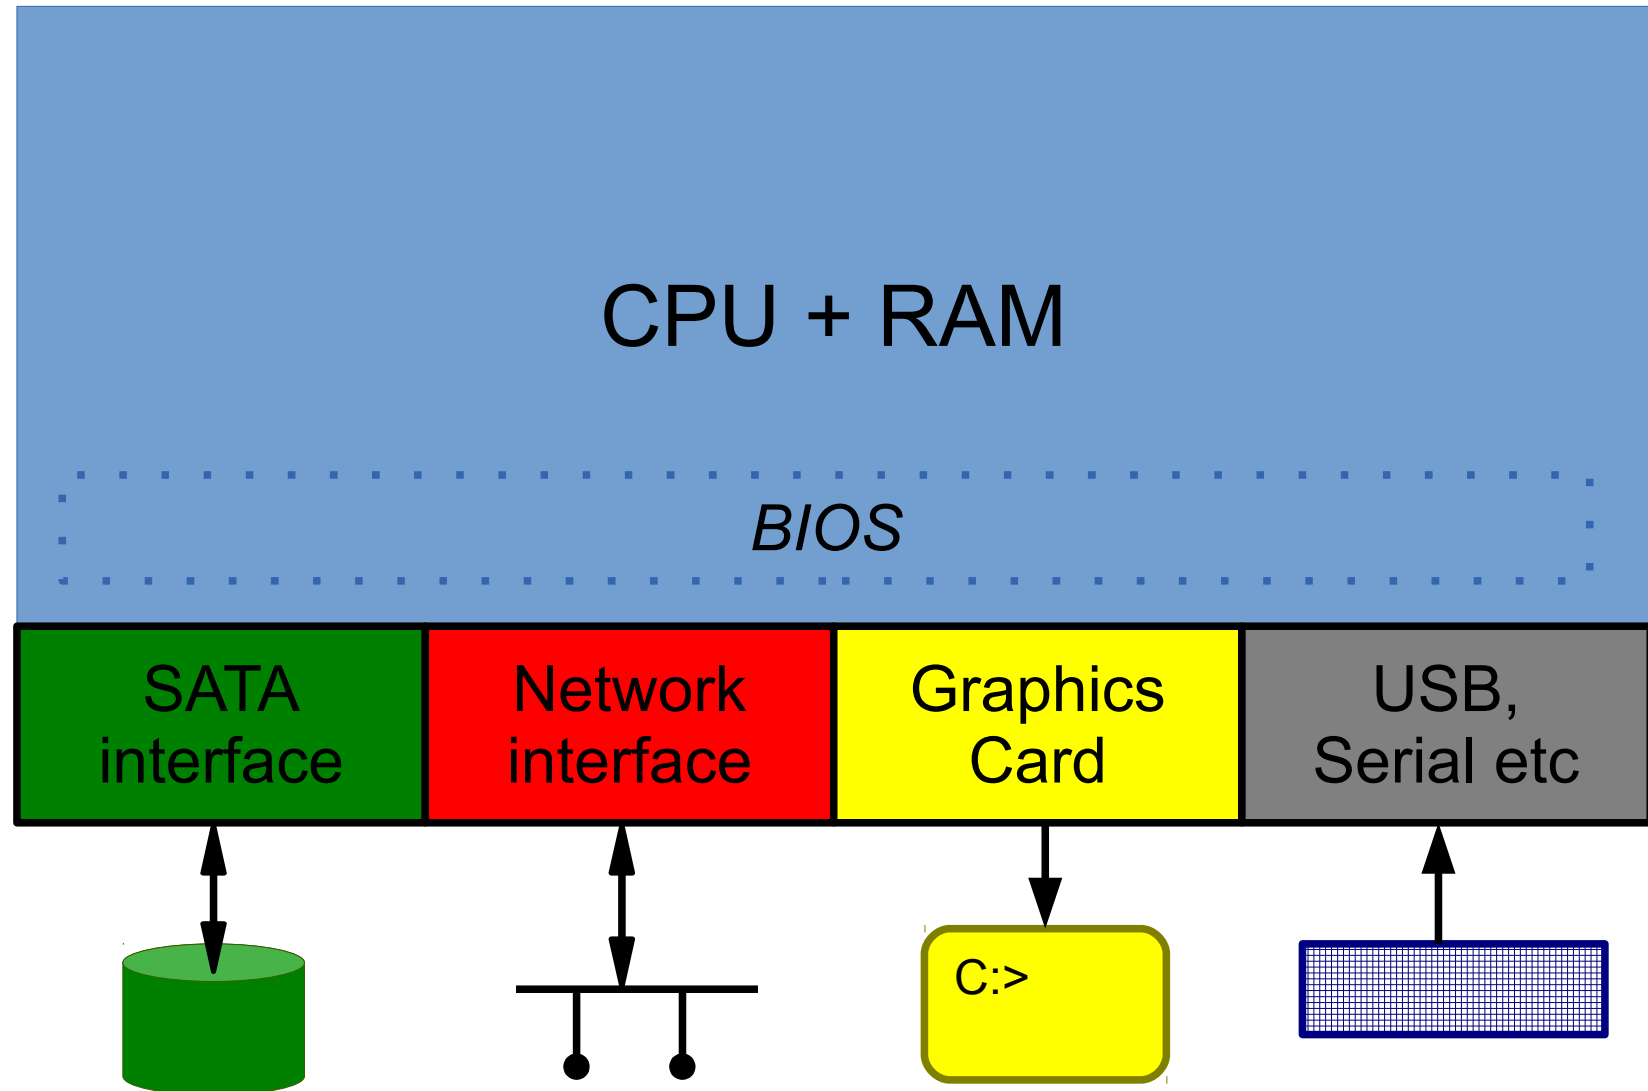 CPU + RAM
BIOS
SATA
interface
Network
interface
Graphics
Card
USB,
Serial etc
C:>